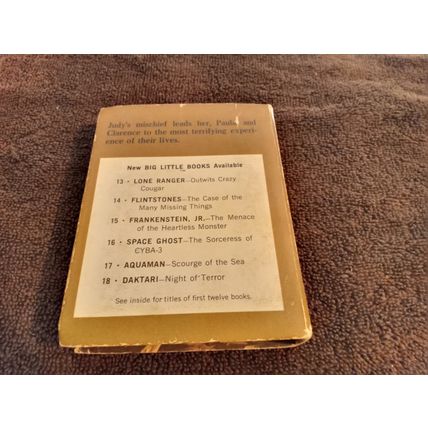 Judy's mischief leads her, Paula and
Clarence to the most terrifying experi-
ence of their lives.
New BIG LITTLE BOOKS Available
13 • LONE RANGER—Outwits Crazy
Cougar
14 • FLINTSTONES—The Case of the
Many Missing Things
15 • FRANKENSTEIN, JR.—The Menace
of the Heartless Monster
16 • SPACE GHOST—The Sorceress of
CYBA-3
17 • AQUAMAN—Scourge of the Sea
18 • DAKTARI—Night of Terror
See inside for titles of first twelve books.